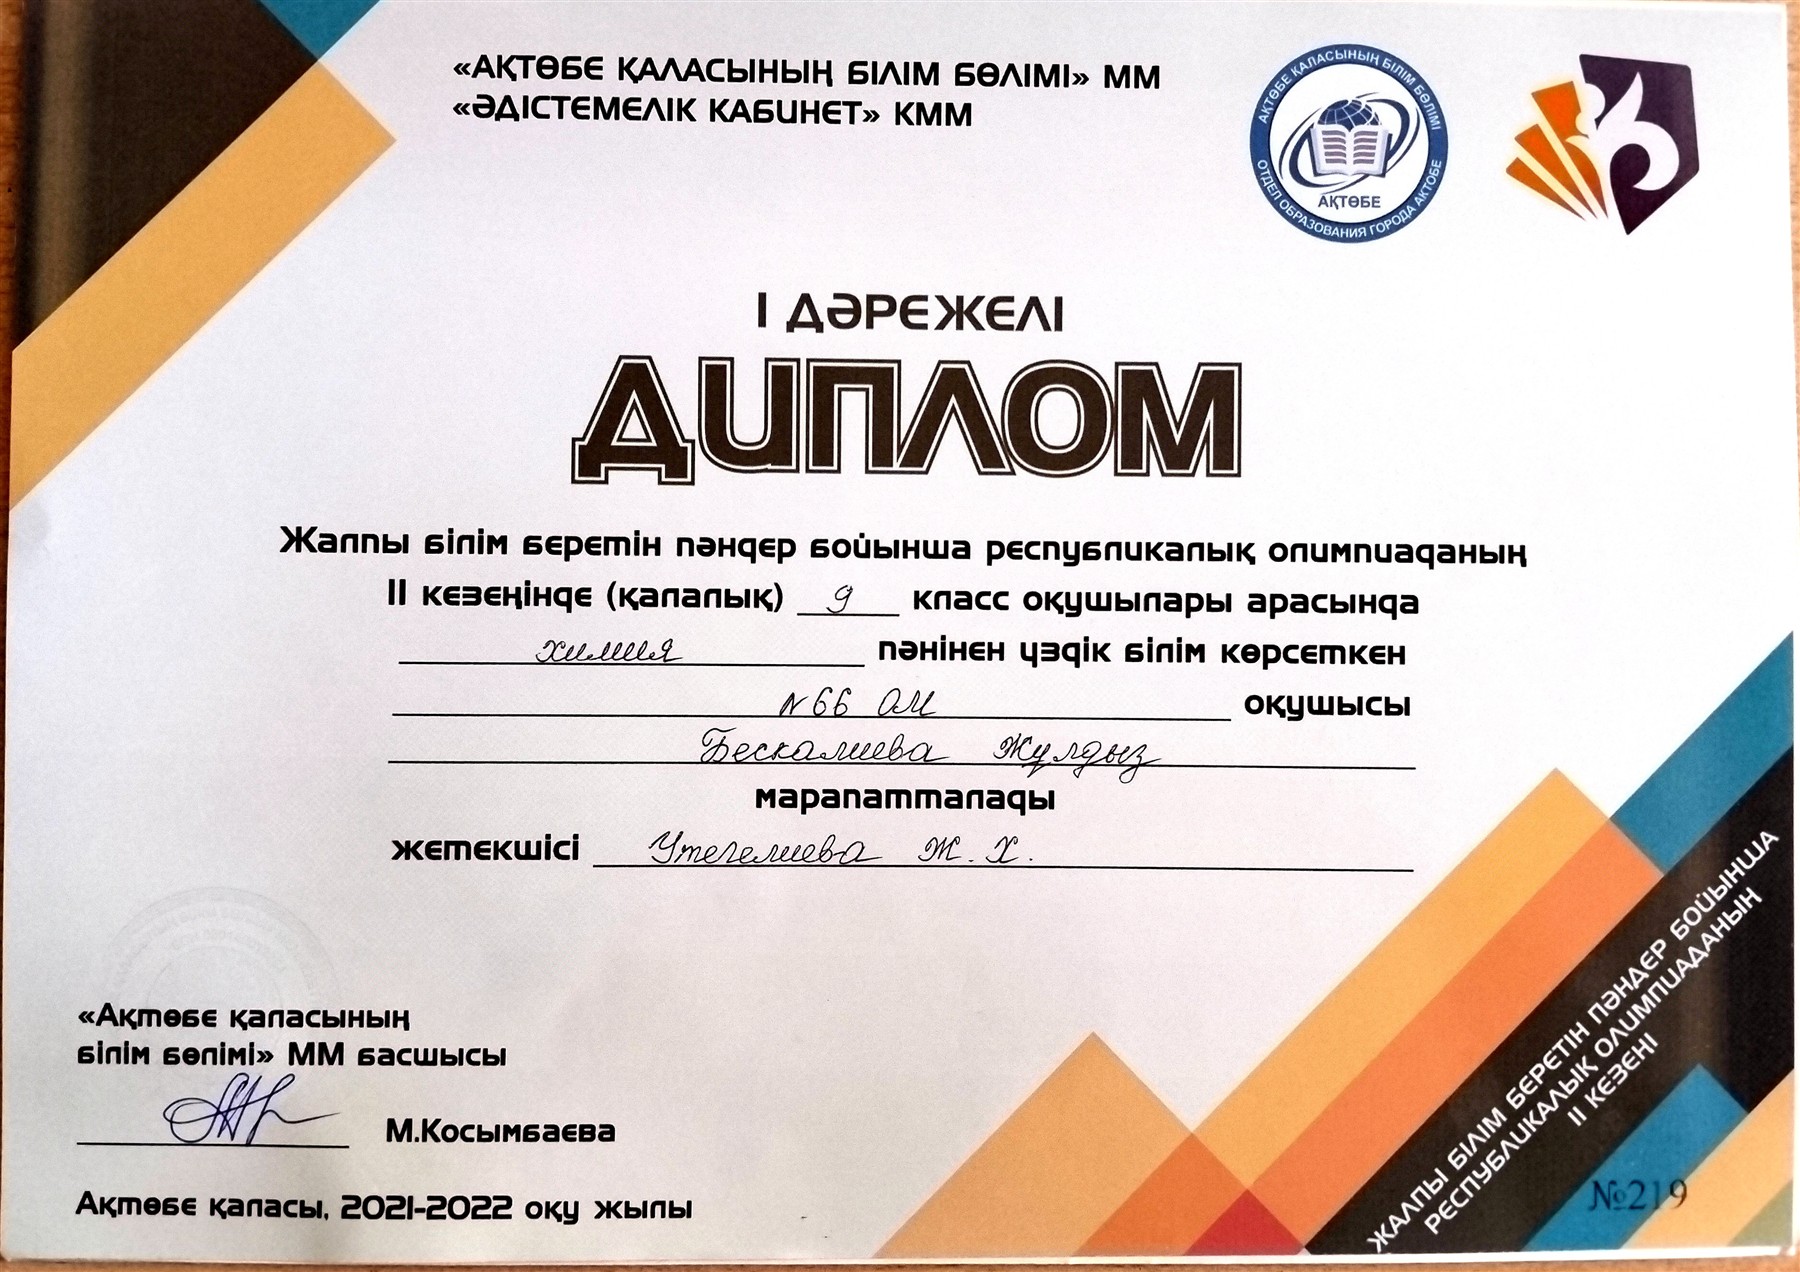 «АҚТӨБЕ ҚАЛАСЫНЫҢ БІЛІМ БӨЛІМІ» ММ
«ӘДІСТЕМЕЛІК КАБИНЕТ» КММ
АҚТӨБЕ ҚАЛАСЫНЫҢ БІЛІМ БӨЛІМІ
АҚТӨБЕ
ОТДЕЛ ОБРАЗОВАНИЯ ГОРОДА АКТОБЕ
І ДӘРЕЖЕЛІ
ДИПЛОМ
Жалпы білім беретін пәндер бойынша республикалық олимпиаданың
ІІ кезеңінде (қалалық) 9 класс оқушылары арасында
химия пәнінен үздік білім көрсеткен
№66 ОМ оқушысы
Бескалиева Жұлдыз
марапатталады
жетекшісі Утегелиева Ж.Х.
«Ақтөбе қаласының
білім бөлімі» ММ басшысы
М.Косымбаева
Ақтөбе қаласы, 2021-2022 оқу жылы
ЖАЛПЫ БІЛІМ БЕРЕТІН ПӘНДЕР БОЙЫНША
РЕСПУБЛИКАЛЫҚ ОЛИМПИАДАНЫҢ
ІІ КЕЗЕҢІ
№219